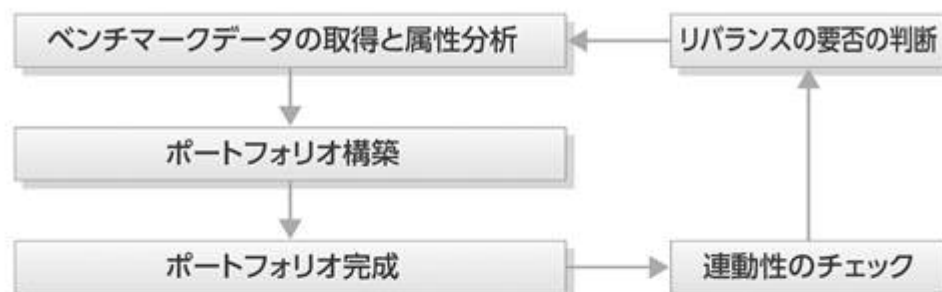 ベンチマークデータの取得と属性分析
リバランスの要否の判断
ポートフォリオ構築
ポートフォリオ完成
連動性のチェック